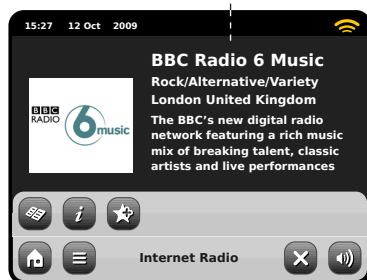 15:27 12 Oct 2009
BBC Radio 6 Music
Rock/Alternative/Variety
London United Kingdom
The BBC's new digital radio
network featuring a rich music
mix of breaking talent, classic
artists and live performances
BBC
RADIO
6
music
i
Internet Radio